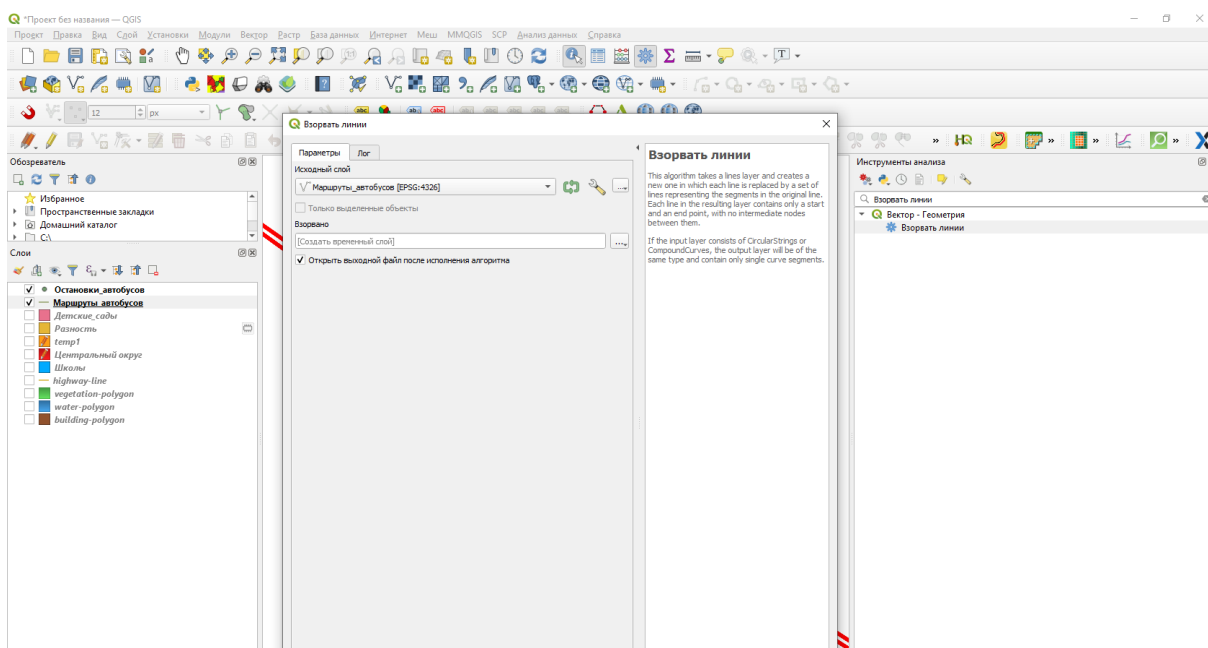 *Проект без названия — QGIS
Проект Правка Вид Слой Установки Модули Вектор Растр База данных Интернет Меш MMQGIS SCP Анализ данных Справка
12 px
abc ab abc
HQ
Обозреватель
Избранное
Пространственные закладки
Домашний каталог
C:\
Слои
Остановки_автобусов
Маршруты_автобусов
Детские_сады
Разность
temp1
Центральный округ
Школы
highway-line
vegetation-polygon
water-polygon
building-polygon
Взорвать линии
Параметры Лог
Исходный слой
Маршруты_автобусов [EPSG:4326]
Только выделенные объекты
Взорвано
[Создать временный слой]
Открыть выходной файл после исполнения алгоритма
Взорвать линии
This algorithm takes a lines layer and creates a
new one in which each line is replaced by a set of
lines representing the segments in the original line.
Each line in the resulting layer contains only a start
and an end point, with no intermediate nodes
between them.
If the input layer consists of CircularStrings or
CompoundCurves, the output layer will be of the
same type and contain only single curve segments.
Инструменты анализа
Взорвать линии
Вектор - Геометрия
Взорвать линии